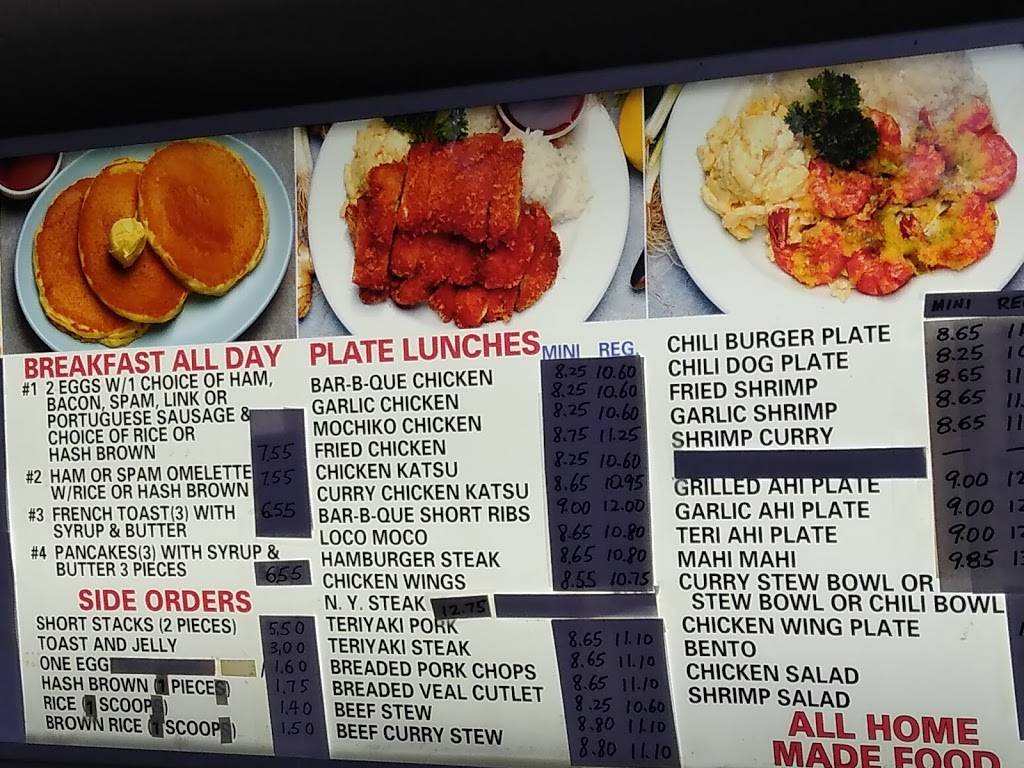 BREAKFAST ALL DAY
#1 2 EGGS W/1 CHOICE OF HAM,
BACON, SPAM, LINK OR
PORTUGUESE SAUSAGE &
CHOICE OF RICE OR
HASH BROWN 7.55
#2 HAM OR SPAM OMELETTE 7.55
W/RICE OR HASH BROWN
#3 FRENCH TOAST(3) WITH 6.55
SYRUP & BUTTER
#4 PANCAKES(3) WITH SYRUP &
BUTTER 3 PIECES 6.55
SIDE ORDERS
SHORT STACKS (2 PIECES) 5.50
TOAST AND JELLY 3.00
ONE EGG / 1.60
HASH BROWN (1 PIECES) 1.75
RICE (1 SCOOP) 1.40
BROWN RICE (1 SCOOP) 1.50
PLATE LUNCHES MINI REG.
BAR-B-QUE CHICKEN 8.25 10.60
GARLIC CHICKEN 8.25 10.60
MOCHIKO CHICKEN 8.25 10.60
FRIED CHICKEN 8.75 11.25
CHICKEN KATSU 8.25 10.60
CURRY CHICKEN KATSU 8.65 10.95
BAR-B-QUE SHORT RIBS 9.00 12.00
LOCO MOCO 8.65 10.80
HAMBURGER STEAK 8.65 10.80
CHICKEN WINGS 8.55 10.75
N. Y. STEAK 12.75
TERIYAKI PORK 8.65 11.10
TERIYAKI STEAK 8.65 11.10
BREADED PORK CHOPS 8.65 11.10
BREADED VEAL CUTLET 8.25 10.60
BEEF STEW 8.80 11.10
BEEF CURRY STEW 8.80 11.10
MINI
CHILI BURGER PLATE 8.65
CHILI DOG PLATE 8.25
FRIED SHRIMP 8.65
GARLIC SHRIMP 8.65
SHRIMP CURRY 8.65
GRILLED AHI PLATE 9.00
GARLIC AHI PLATE 9.00
TERI AHI PLATE 9.00
MAHI MAHI 9.85
CURRY STEW BOWL OR
STEW BOWL OR CHILI BOWL
CHICKEN WING PLATE
BENTO
CHICKEN SALAD
SHRIMP SALAD
ALL HOME
MADE FOOD